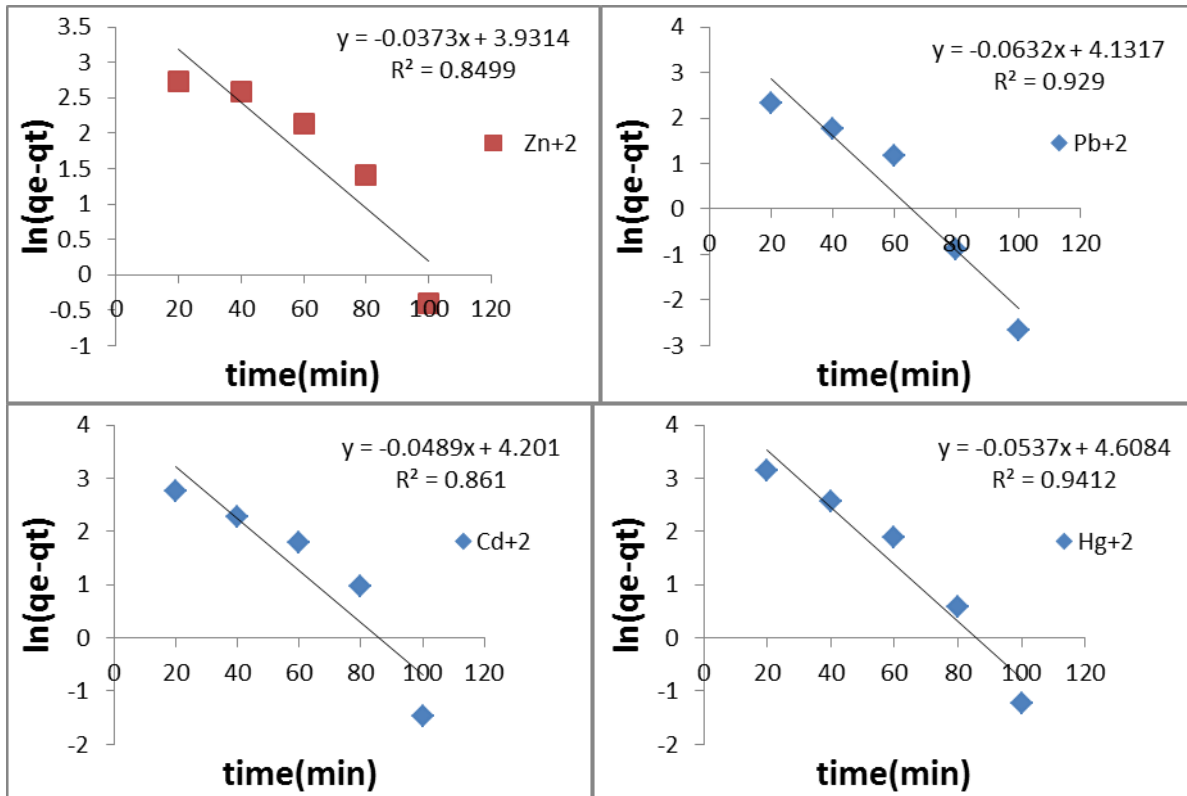 3.5
3
2.5
2
1.5
1
0.5
0
-0.5
-1
0 20 40 60 80 100 120
ln(qe-qt)
time(min)
y = -0.0373x + 3.9314
R² = 0.8499
Zn+2
4
3
2
1
0
-1
-2
-3
0 20 40 60 80 100 120
ln(qe-qt)
time(min)
y = -0.0632x + 4.1317
R² = 0.929
Pb+2
4
3
2
1
0
-1
-2
0 20 40 60 80 100 120
ln(qe-qt)
time(min)
y = -0.0489x + 4.201
R² = 0.861
Cd+2
4
3
2
1
0
-1
-2
0 20 40 60 80 100 120
ln(qe-qt)
time(min)
y = -0.0537x + 4.6084
R² = 0.9412
Hg+2